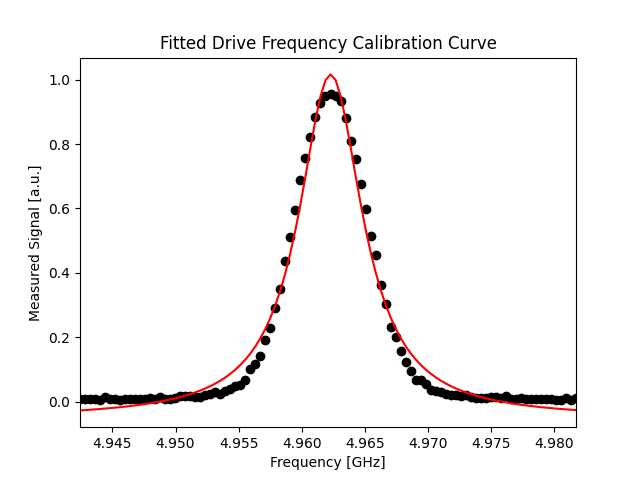 Fitted Drive Frequency Calibration Curve
Measured Signal [a.u.]
1.0
0.8
0.6
0.4
0.2
0.0
4.945 4.950 4.955 4.960 4.965 4.970 4.975 4.980
Frequency [GHz]